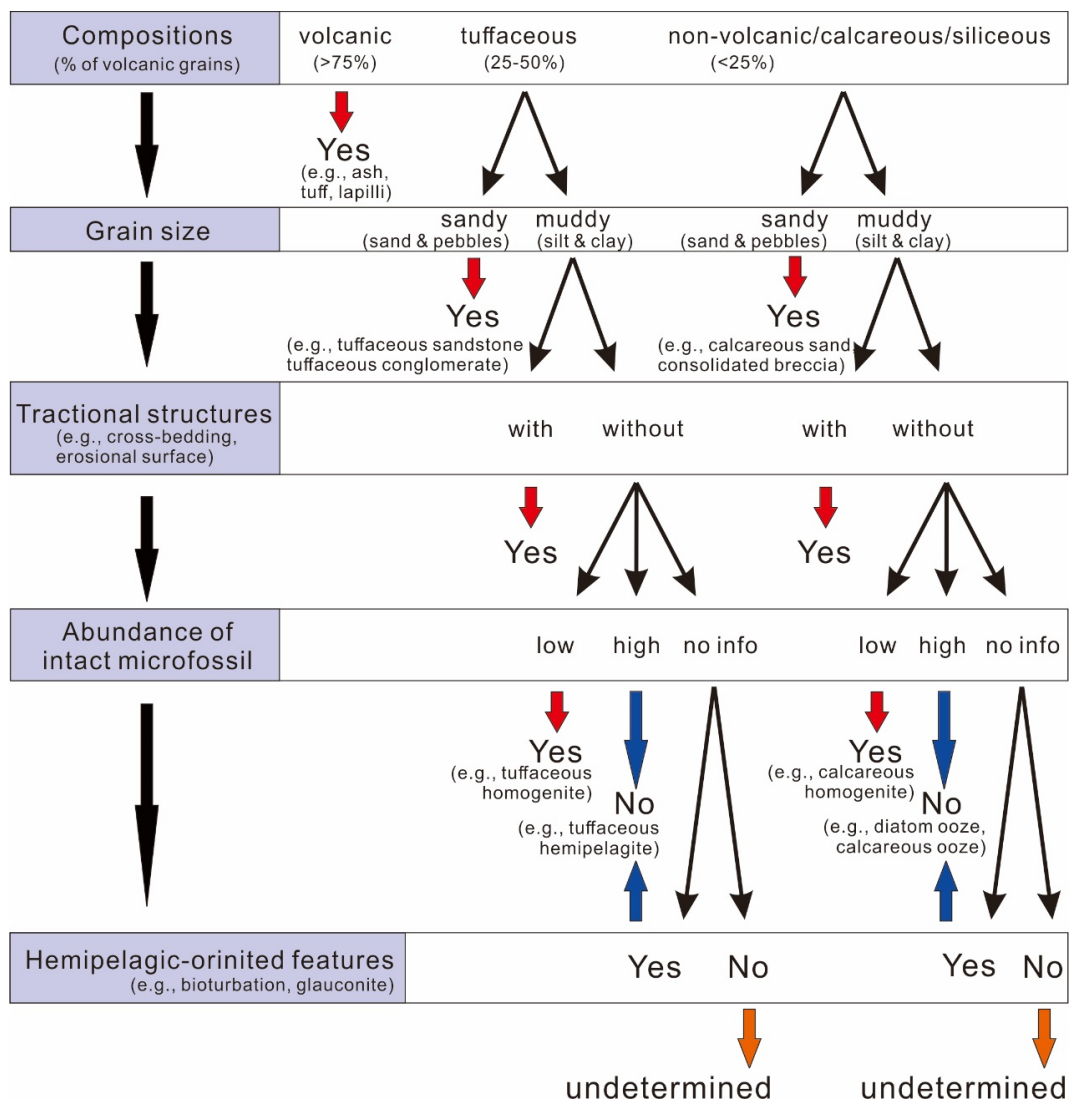 Compositions
(% of volcanic grains)
volcanic
(>75%)
tuffaceous
(25-50%)
non-volcanic/calcareous/siliceous
(<25%)
Yes
(e.g., ash,
tuff, lapilli)
Grain size
sandy
(sand & pebbles)
muddy
(silt & clay)
sandy
(sand & pebbles)
muddy
(silt & clay)
Yes
(e.g., tuffaceous sandstone
tuffaceous conglomerate)
Yes
(e.g., calcareous sand
consolidated breccia)
Tractional structures
(e.g., cross-bedding,
erosional surface)
with
without
with
without
Yes
Yes
Abundance of
intact microfossil
low
high
no info
low
high
no info
Yes
(e.g., tuffaceous
homogenite)
No
(e.g., tuffaceous
hemipelagite)
Yes
(e.g., calcareous
homogenite)
No
(e.g., diatom ooze,
calcareous ooze)
Hemipelagic-orinited features
(e.g., bioturbation, glauconite)
Yes
No
Yes
No
undetermined
undetermined